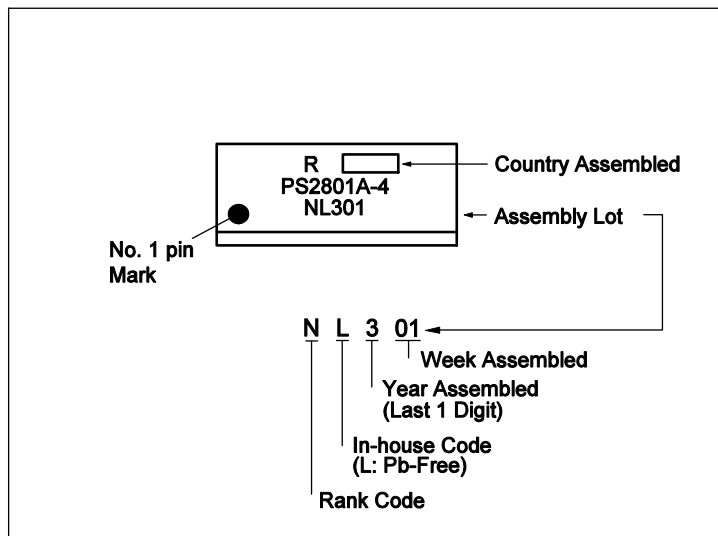 R
Country Assembled
PS2801A-4
NL301
Assembly Lot
No. 1 pin
Mark
N L 3 01
Week Assembled
Year Assembled
(Last 1 Digit)
In-house Code
(L: Pb-Free)
Rank Code